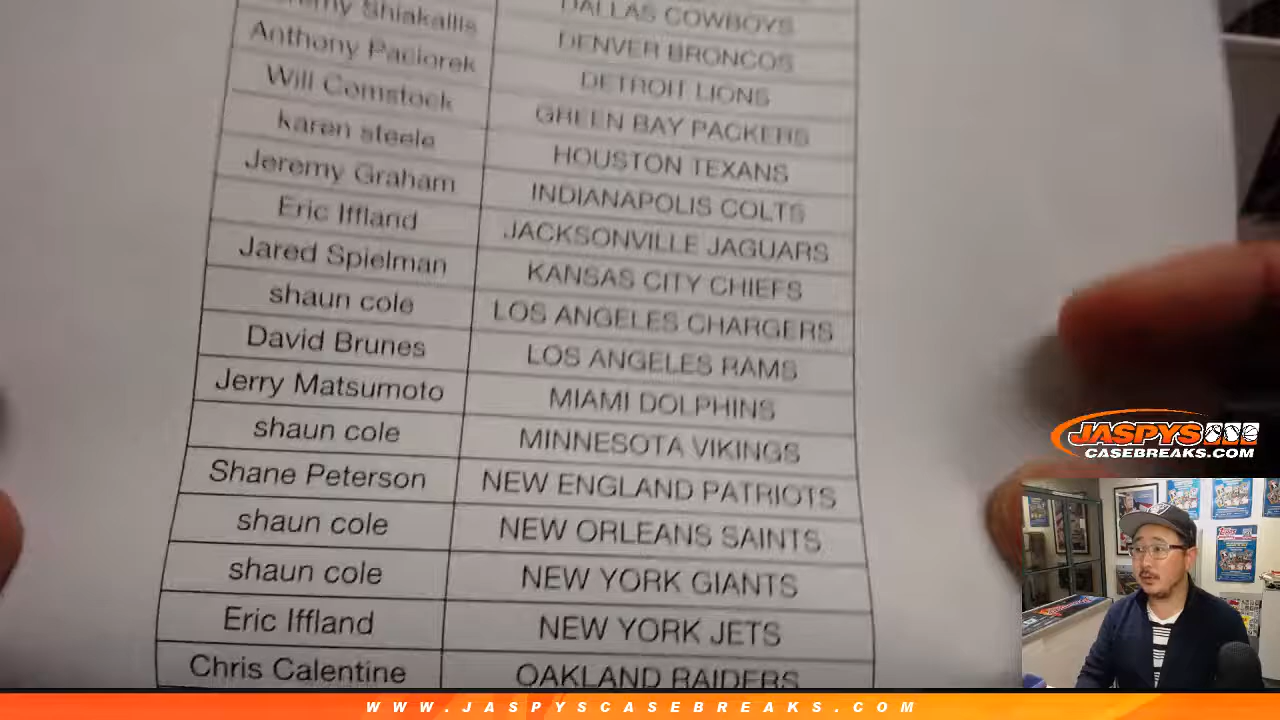 DALLAS COWBOYS
Shiakallis DENVER BRONCOS
Anthony Paciorek DETROIT LIONS
Will Comstock GREEN BAY PACKERS
karen steele HOUSTON TEXANS
Jeremy Graham INDIANAPOLIS COLTS
Eric Iffland JACKSONVILLE JAGUARS
Jared Spielman KANSAS CITY CHIEFS
shaun cole LOS ANGELES CHARGERS
David Brunes LOS ANGELES RAMS
Jerry Matsumoto MIAMI DOLPHINS
shaun cole MINNESOTA VIKINGS
Shane Peterson NEW ENGLAND PATRIOTS
shaun cole NEW ORLEANS SAINTS
shaun cole NEW YORK GIANTS
Eric Iffland NEW YORK JETS
Chris Calentine OAKLAND RAIDERS
JASPYS
CASEBREAKS.COM
WWW.JASPYSCASEBREAKS.COM